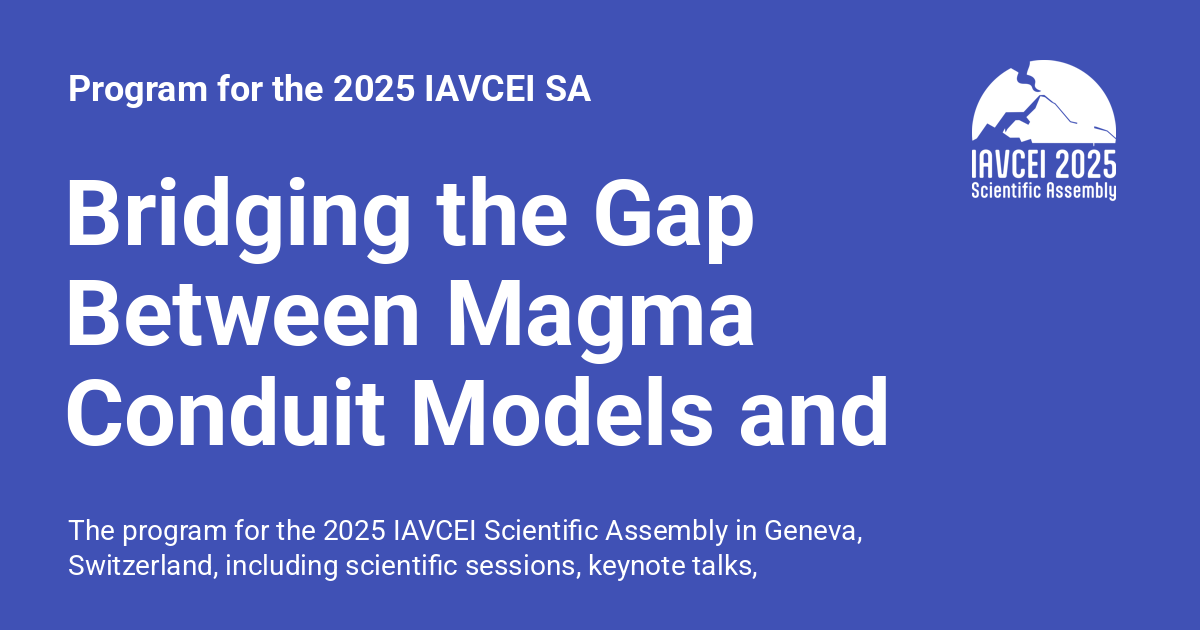 Program for the 2025 IAVCEI SA
IAVCEI 2025
Scientific Assembly
Bridging the Gap
Between Magma
Conduit Models and
The program for the 2025 IAVCEI Scientific Assembly in Geneva,
Switzerland, including scientific sessions, keynote talks,